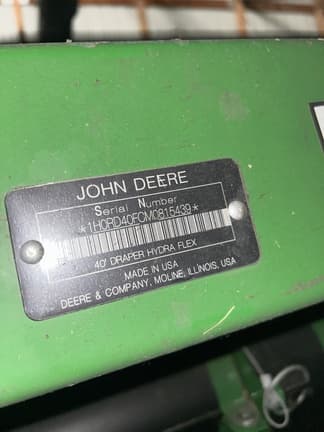 JOHN DEERE
Serial Number
*1H0RD40FCM0815439*
40' DRAPER HYDRA FLEX
MADE IN USA
DEERE & COMPANY, MOLINE, ILLINOIS, USA